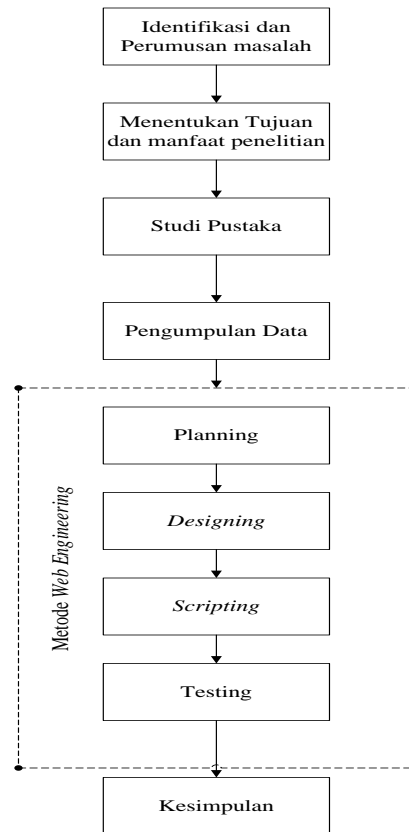 Identifikasi dan
Perumusan masalah
Menentukan Tujuan
dan manfaat penelitian
Studi Pustaka
Pengumpulan Data
Metode Web Engineering
Planning
Designing
Scripting
Testing
Kesimpulan